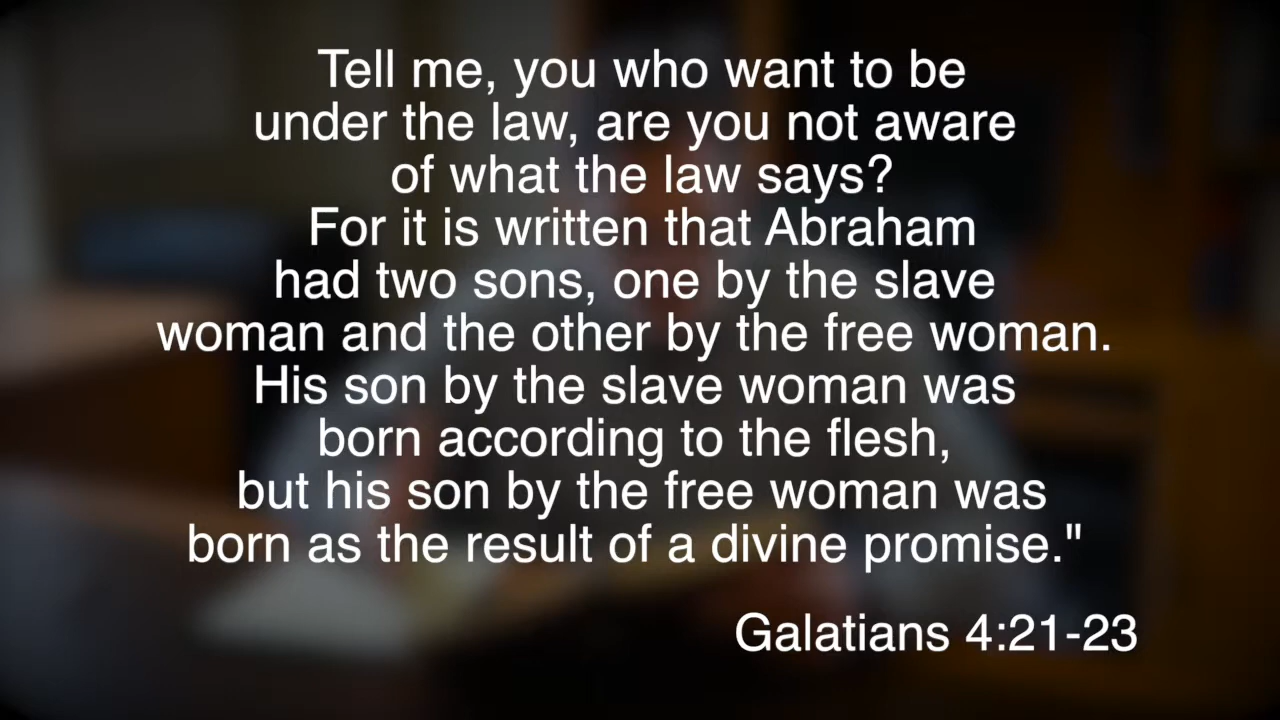 Tell me, you who want to be
under the law, are you not aware
of what the law says?
For it is written that Abraham
had two sons, one by the slave
woman and the other by the free woman.
His son by the slave woman was
born according to the flesh,
but his son by the free woman was
born as the result of a divine promise."
Galatians 4:21-23